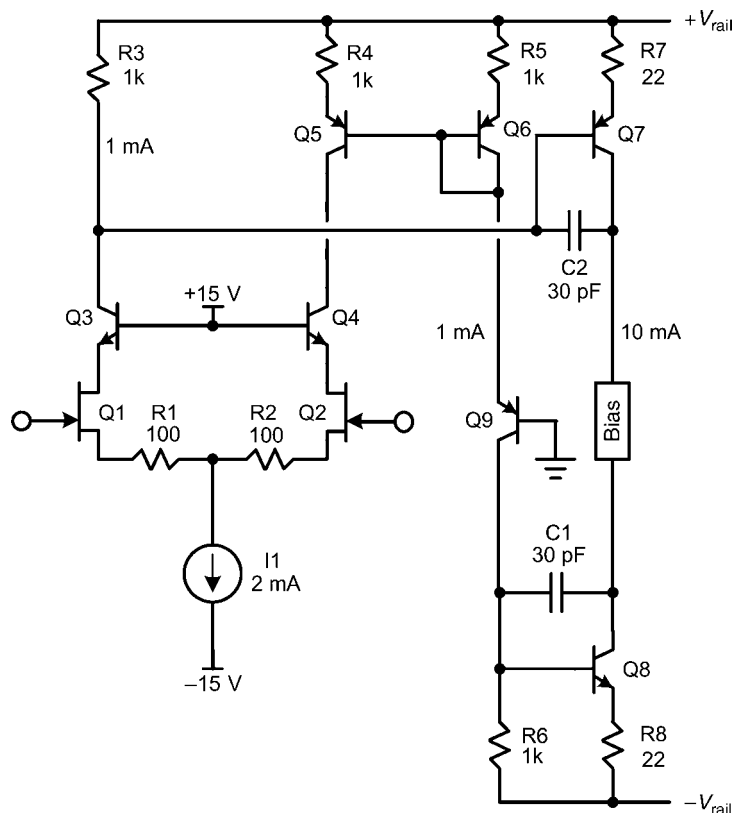 +Vrail
R3
1k
R4
1k
R5
1k
R7
22
Q5
Q6
Q7
1 mA
C2
30 pF
+15 V
Q3
Q4
1 mA
10 mA
Q1
R1
100
R2
100
Q2
Q9
Bias
I1
2 mA
C1
30 pF
–15 V
Q8
R6
1k
R8
22
–Vrail